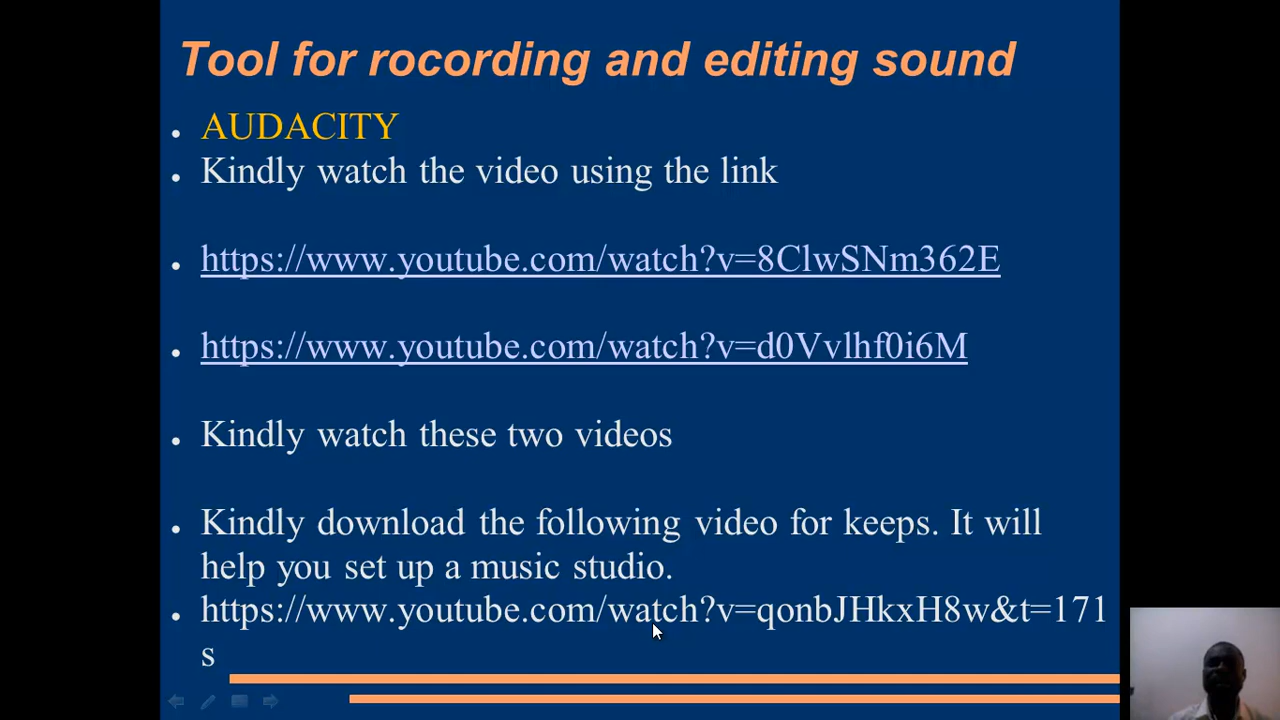 Tool for rocording and editing sound
AUDACITY
Kindly watch the video using the link
https://www.youtube.com/watch?v=8ClwSNm362E
https://www.youtube.com/watch?v=d0Vvlhf0i6M
Kindly watch these two videos
Kindly download the following video for keeps. It will
help you set up a music studio.
https://www.youtube.com/watch?v=qonbJHkxH8w&t=171
s